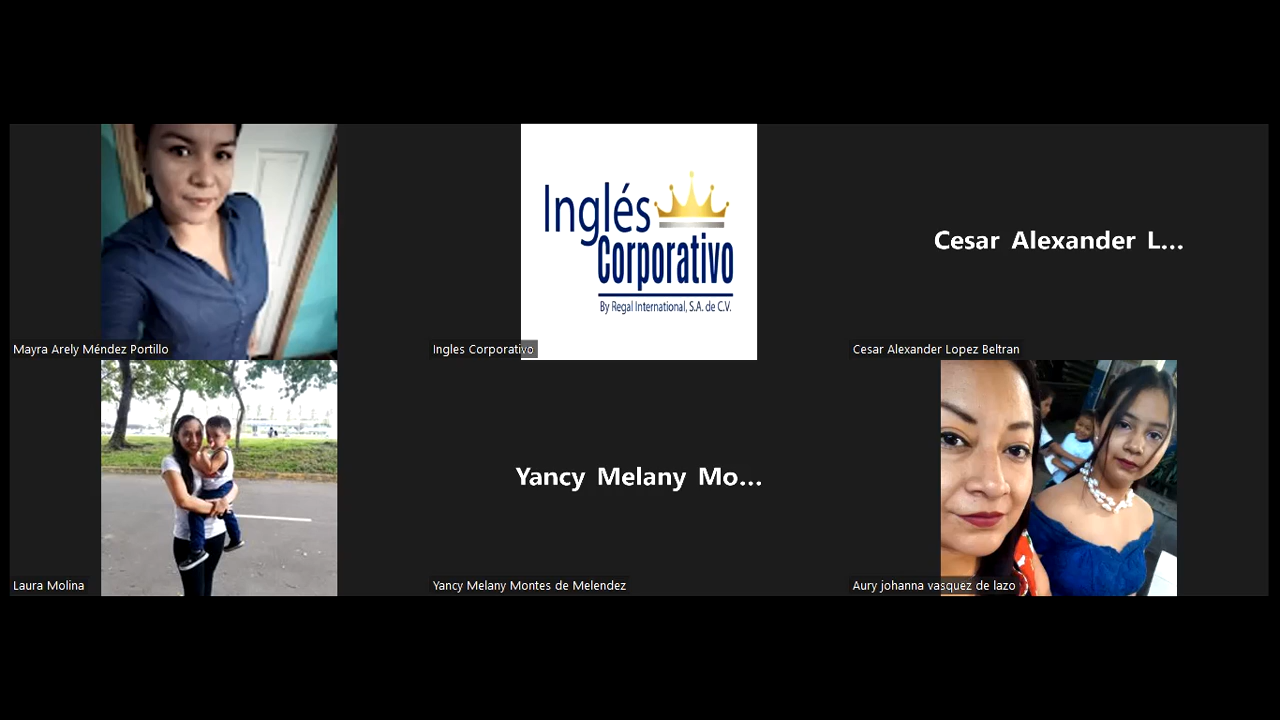 Inglés
Corporativo
By Regal International, S.A. de C.V.
Cesar Alexander L...
Mayra Arely Méndez Portillo
Ingles Corporativo
Cesar Alexander Lopez Beltran
Yancy Melany Mo...
Laura Molina
Yancy Melany Montes de Melendez
Aury johanna vasquez de lazo